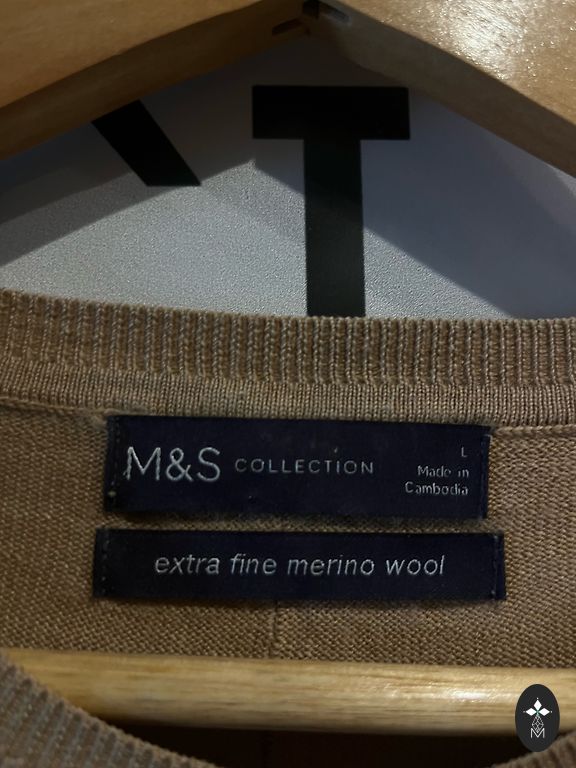 T
M&S COLLECTION
L
Made in
Cambodia
extra fine merino wool
M